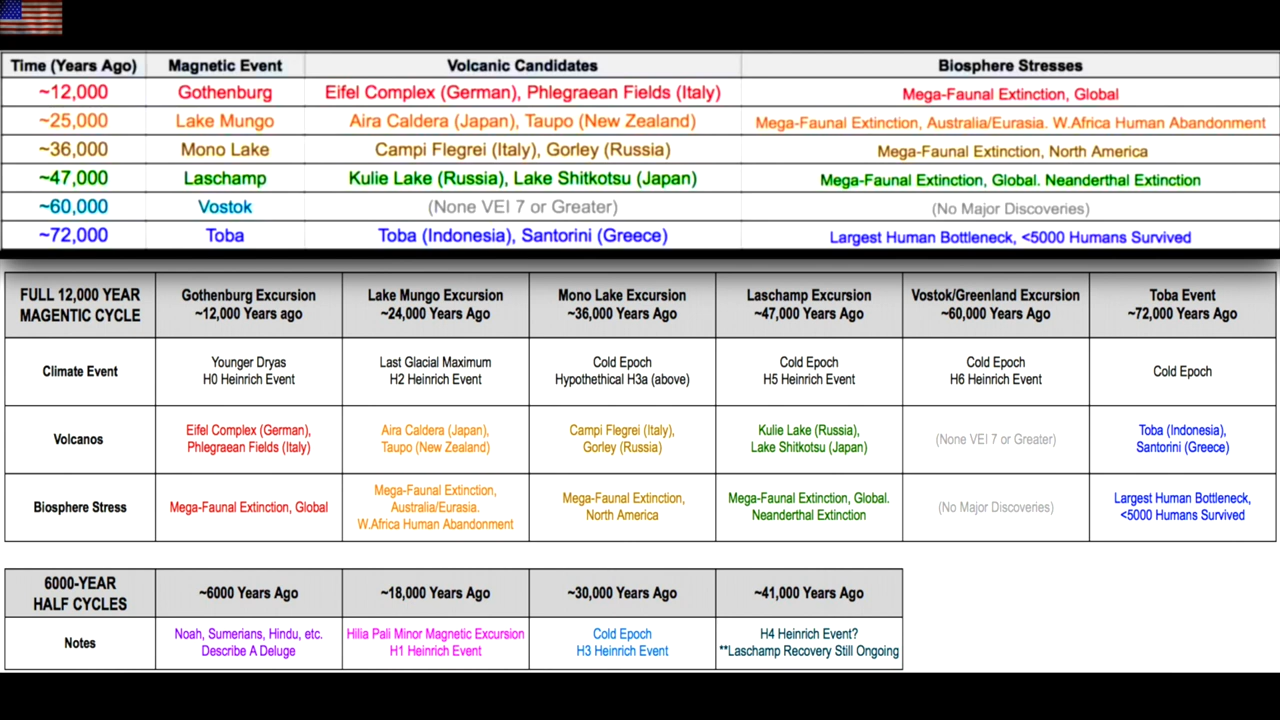 Time (Years Ago) Magnetic Event Volcanic Candidates Biosphere Stresses
~12,000 Gothenburg Eifel Complex (German), Phlegraean Fields (Italy) Mega-Faunal Extinction, Global
~25,000 Lake Mungo Aira Caldera (Japan), Taupo (New Zealand) Mega-Faunal Extinction, Australia/Eurasia. W.Africa Human Abandonment
~36,000 Mono Lake Campi Flegrei (Italy), Gorley (Russia) Mega-Faunal Extinction, North America
~47,000 Laschamp Kulie Lake (Russia), Lake Shitkotsu (Japan) Mega-Faunal Extinction, Global. Neanderthal Extinction
~60,000 Vostok (None VEI 7 or Greater) (No Major Discoveries)
~72,000 Toba Toba (Indonesia), Santorini (Greece) Largest Human Bottleneck, <5000 Humans Survived
FULL 12,000 YEAR
MAGENTIC CYCLE
Gothenburg Excursion
~12,000 Years ago
Lake Mungo Excursion
~24,000 Years Ago
Mono Lake Excursion
~36,000 Years Ago
Laschamp Excursion
~47,000 Years Ago
Vostok/Greenland Excursion
~60,000 Years Ago
Toba Event
~72,000 Years Ago
Climate Event
Younger Dryas
H0 Heinrich Event
Last Glacial Maximum
H2 Heinrich Event
Cold Epoch
Hypothethical H3a (above)
Cold Epoch
H5 Heinrich Event
Cold Epoch
H6 Heinrich Event
Cold Epoch
Volcanos
Eifel Complex (German),
Phlegraean Fields (Italy)
Aira Caldera (Japan),
Taupo (New Zealand)
Campi Flegrei (Italy),
Gorley (Russia)
Kulie Lake (Russia),
Lake Shitkotsu (Japan)
(None VEI 7 or Greater)
Toba (Indonesia),
Santorini (Greece)
Biosphere Stress
Mega-Faunal Extinction, Global
Mega-Faunal Extinction,
Australia/Eurasia.
W.Africa Human Abandonment
Mega-Faunal Extinction,
North America
Mega-Faunal Extinction, Global.
Neanderthal Extinction
(No Major Discoveries)
Largest Human Bottleneck,
<5000 Humans Survived
6000-YEAR
HALF CYCLES
~6000 Years Ago
~18,000 Years Ago
~30,000 Years Ago
~41,000 Years Ago
Notes
Noah, Sumerians, Hindu, etc.
Describe A Deluge
Hilia Pali Minor Magnetic Excursion
H1 Heinrich Event
Cold Epoch
H3 Heinrich Event
H4 Heinrich Event?
**Laschamp Recovery Still Ongoing